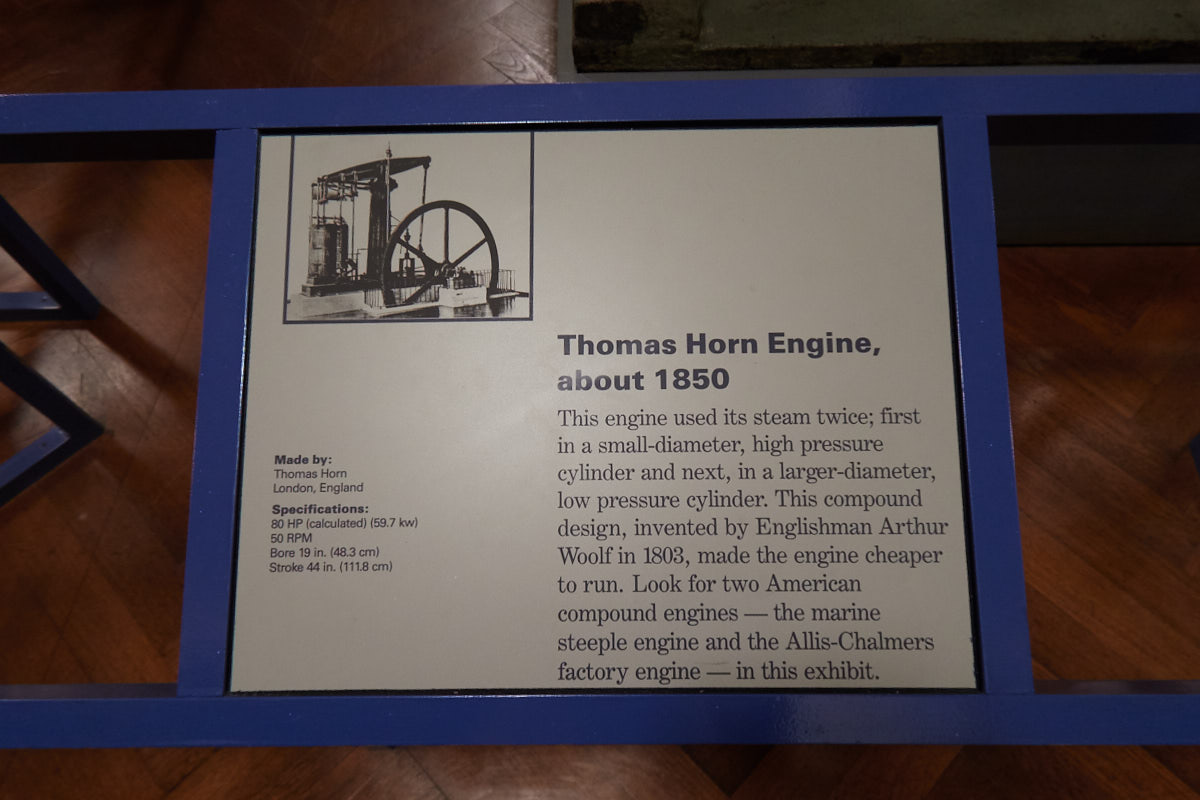 Thomas Horn Engine,
about 1850
This engine used its steam twice; first
in a small-diameter, high pressure
cylinder and next, in a larger-diameter,
low pressure cylinder. This compound
design, invented by Englishman Arthur
Woolf in 1803, made the engine cheaper
to run. Look for two American
compound engines — the marine
steeple engine and the Allis-Chalmers
factory engine — in this exhibit.
Made by:
Thomas Horn
London, England
Specifications:
80 HP (calculated) (59.7 kw)
50 RPM
Bore 19 in. (48.3 cm)
Stroke 44 in. (111.8 cm)